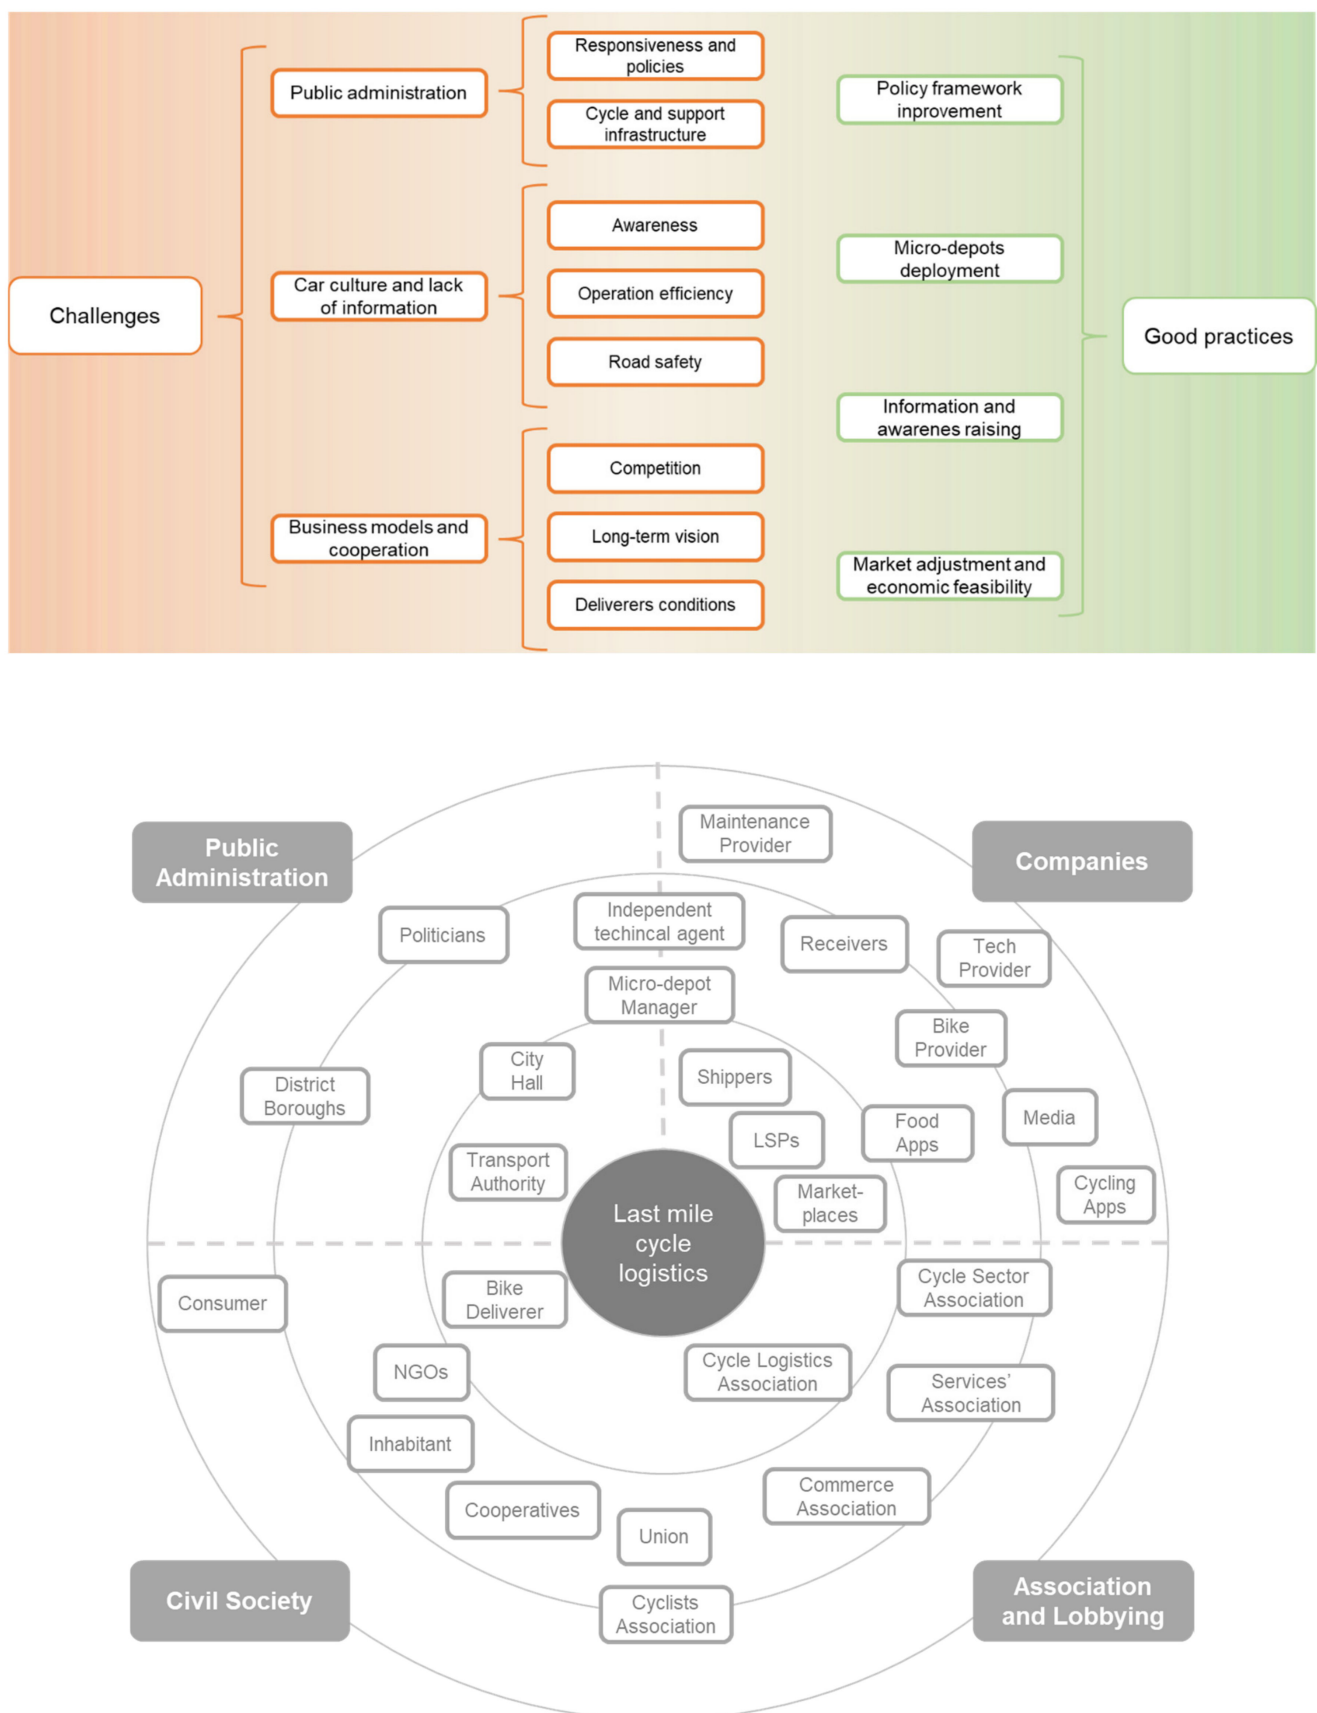 Challenges
Public administration
Car culture and lack
of information
Business models and
cooperation
Responsiveness and
policies
Cycle and support
infrastructure
Awareness
Operation efficiency
Road safety
Competition
Long-term vision
Deliverers conditions
Policy framework
inprovement
Micro-depots
deployment
Information and
awarenes raising
Market adjustment and
economic feasibility
Good practices
Public
Administration
Companies
Maintenance
Provider
Politicians
Independent
techincal agent
Receivers
Tech
Provider
Micro-depot
Manager
Bike
Provider
City
Hall
Shippers
District
Boroughs
Media
LSPs
Food
Apps
Transport
Authority
Market-
places
Cycling
Apps
Last mile
cycle
logistics
Consumer
Bike
Deliverer
Cycle Sector
Association
NGOs
Cycle Logistics
Association
Services'
Association
Inhabitant
Cooperatives
Commerce
Association
Union
Cyclists
Association
Civil Society
Association
and Lobbying